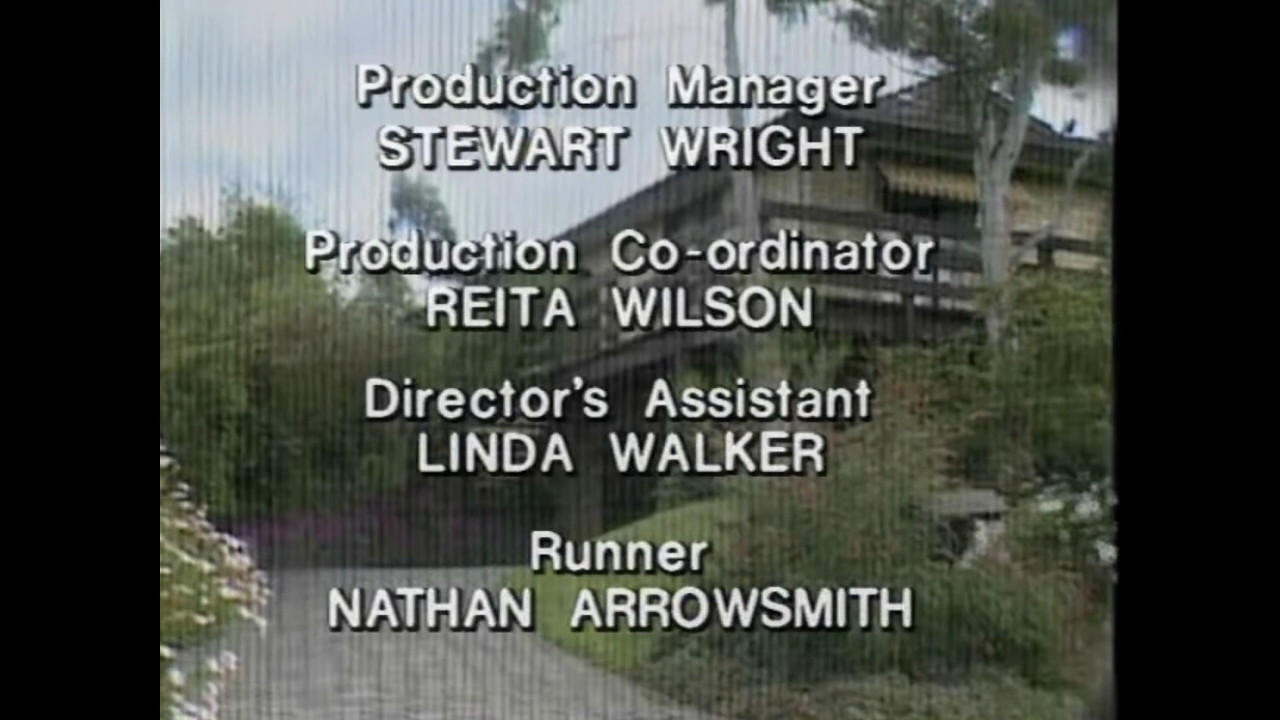 Production Manager
STEWART WRIGHT
Production Co-ordinator
REITA WILSON
Director's Assistant
LINDA WALKER
Runner
NATHAN ARROWSMITH